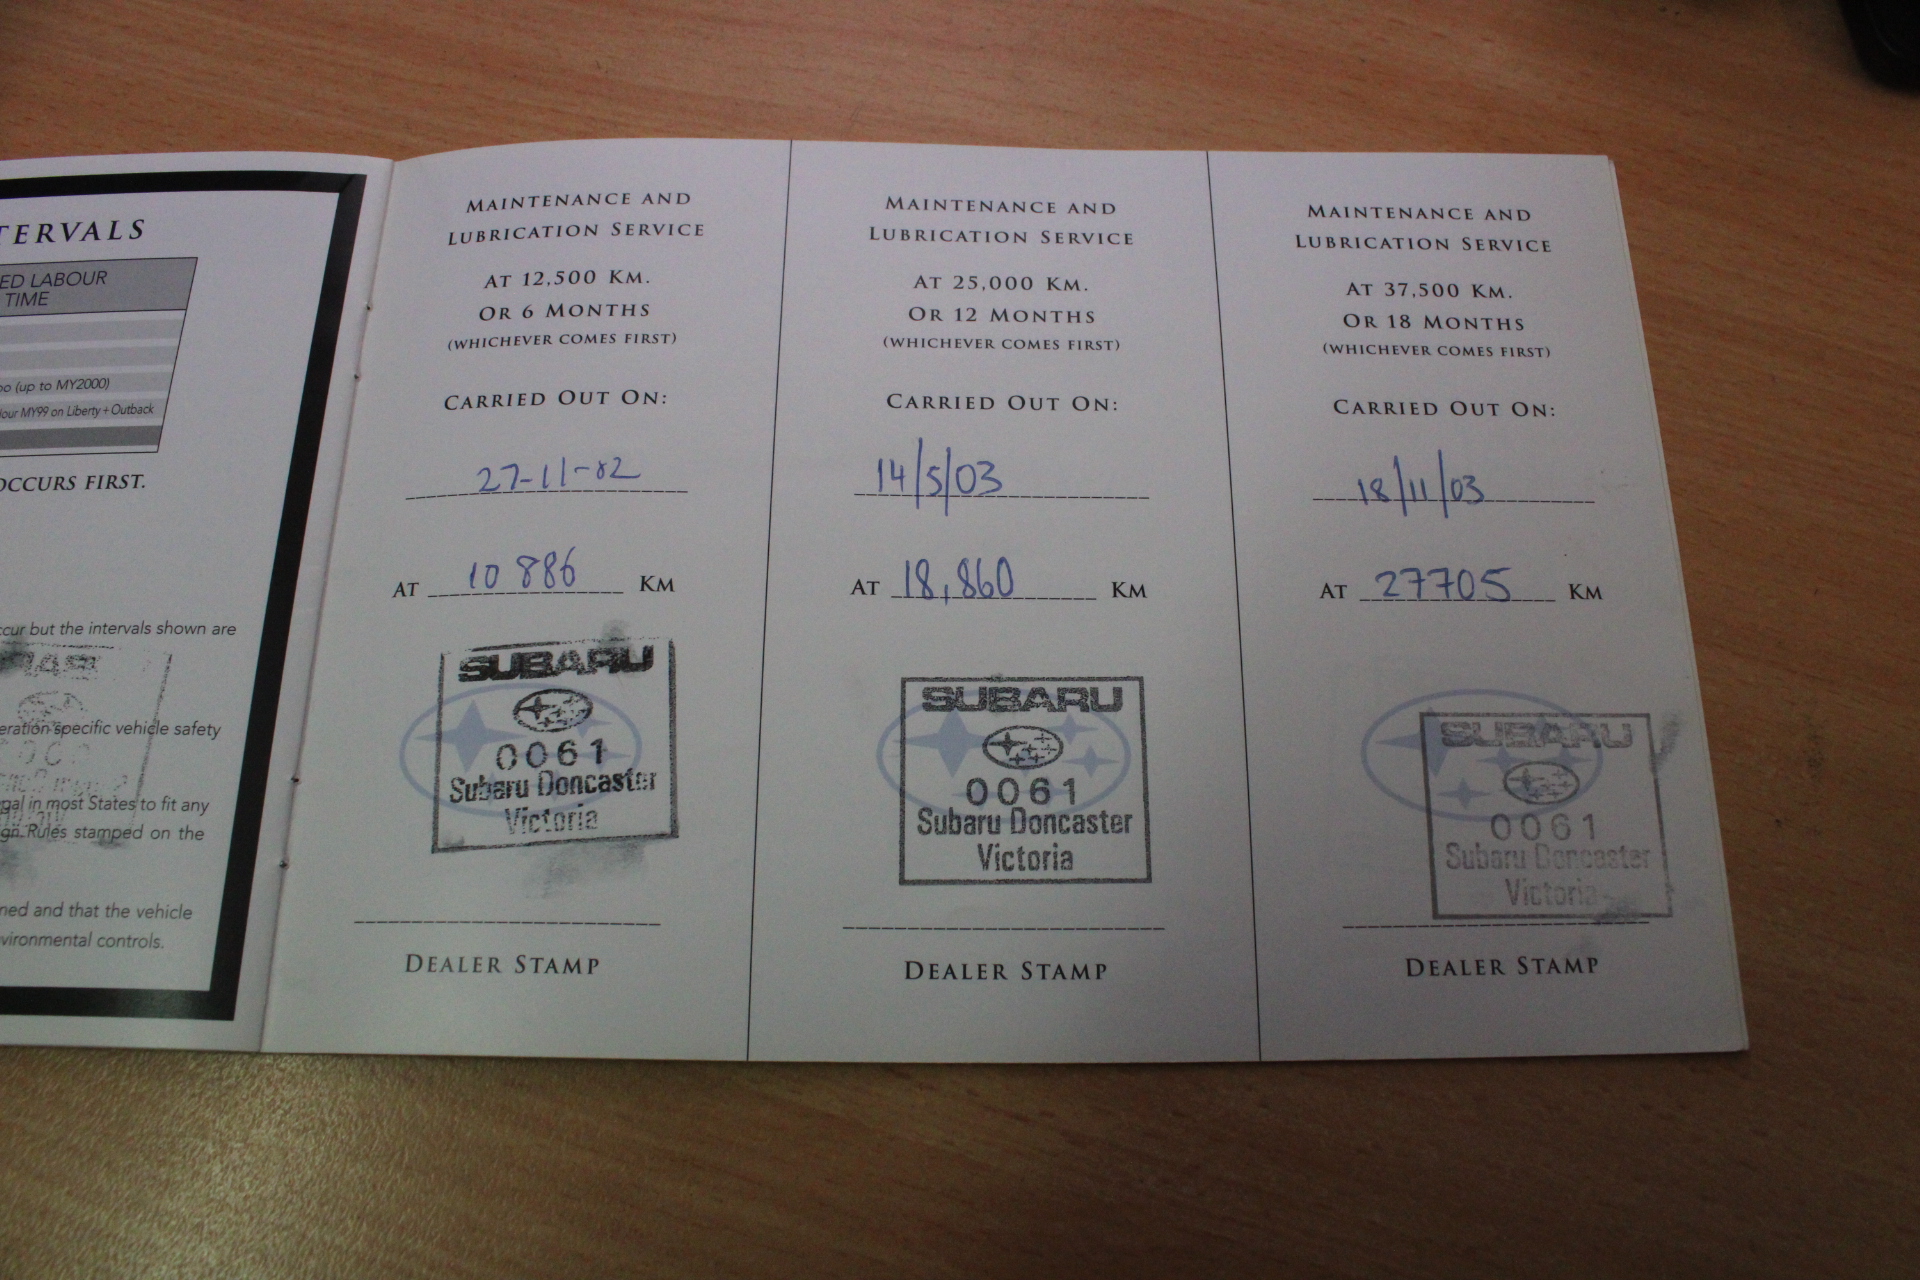 TERVALS
ED LABOUR
TIME
oo (up to MY2000)
our MY99 on Liberty + Outback
OCCURS FIRST.
ccur but the intervals shown are
eration specific vehicle safety
gal in most States to fit any
gn Rules stamped on the
ned and that the vehicle
vironmental controls.
MAINTENANCE AND
LUBRICATION SERVICE
AT 12,500 KM.
OR 6 MONTHS
(WHICHEVER COMES FIRST)
CARRIED OUT ON:
27-11-02
AT 10 886 KM
SUBARU
0061
Subaru Doncaster
Victoria
DEALER STAMP
MAINTENANCE AND
LUBRICATION SERVICE
AT 25,000 KM.
OR 12 MONTHS
(WHICHEVER COMES FIRST)
CARRIED OUT ON:
14/5/03
AT 18,860 KM
SUBARU
0061
Subaru Doncaster
Victoria
DEALER STAMP
MAINTENANCE AND
LUBRICATION SERVICE
AT 37,500 KM.
OR 18 MONTHS
(WHICHEVER COMES FIRST)
CARRIED OUT ON:
18/11/03
AT 27705 KM
SUBARU
0061
Subaru Doncaster
Victoria
DEALER STAMP